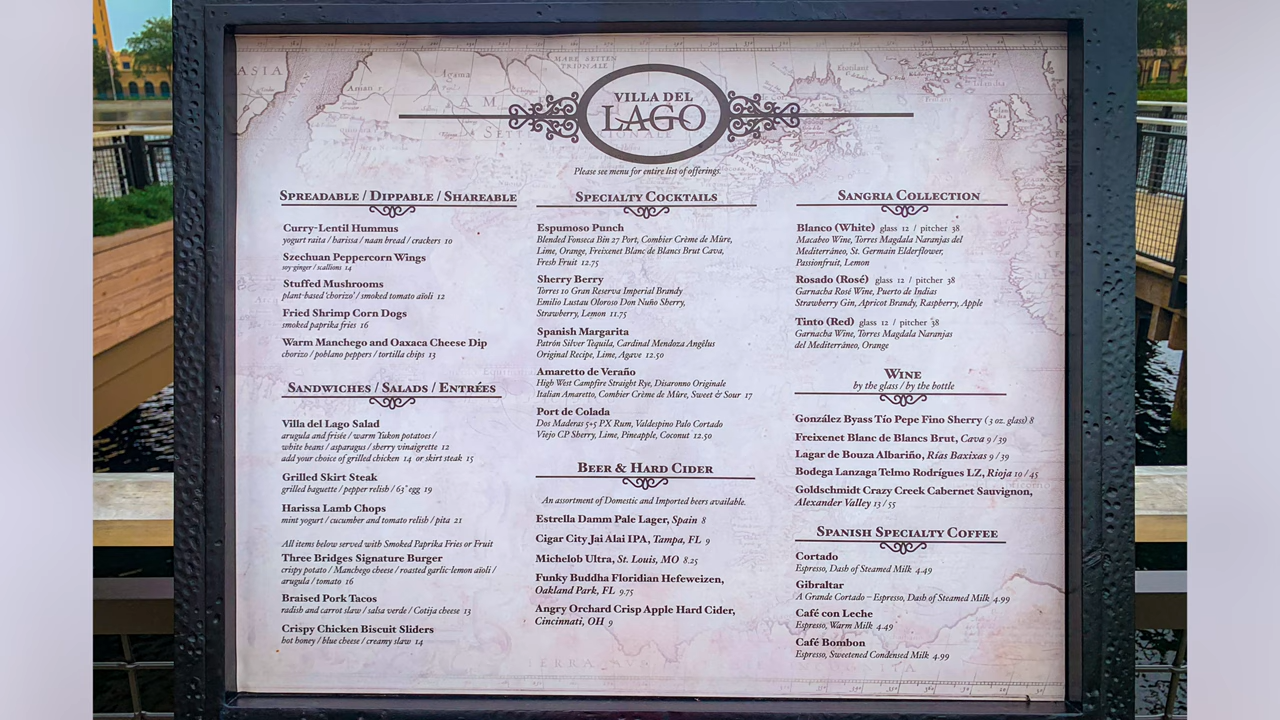 VILLA DEL
LAGO
Please see menu for entire list of offerings.
SPREADABLE / DIPPABLE / SHAREABLE
Curry-Lentil Hummus
yogurt raita / harissa / naan bread / crackers 10
Szechuan Peppercorn Wings
soy ginger / scallions 14
Stuffed Mushrooms
plant-based 'chorizo' / smoked tomato aïoli 12
Fried Shrimp Corn Dogs
smoked paprika fries 16
Warm Manchego and Oaxaca Cheese Dip
chorizo / poblano peppers / tortilla chips 13
SANDWICHES / SALADS / ENTRÉES
Villa del Lago Salad
arugula and frisée / warm Yukon potatoes /
white beans / asparagus / sherry vinaigrette 12
add your choice of grilled chicken 14 or skirt steak 15
Grilled Skirt Steak
grilled baguette / pepper relish / 63° egg 19
Harissa Lamb Chops
mint yogurt / cucumber and tomato relish / pita 21
All items below served with Smoked Paprika Fries or Fruit
Three Bridges Signature Burger
crispy potato / Manchego cheese / roasted garlic-lemon aïoli /
arugula / tomato 16
Braised Pork Tacos
radish and carrot slaw / salsa verde / Cotija cheese 13
Crispy Chicken Biscuit Sliders
hot honey / blue cheese / creamy slaw 14
SPECIALTY COCKTAILS
Espumoso Punch
Blended Fonseca Bin 27 Port, Combier Crème de Mûre,
Lime, Orange, Freixenet Blanc de Blancs Brut Cava,
Fresh Fruit 12.75
Sherry Berry
Torres 10 Gran Reserva Imperial Brandy
Emilio Lustau Oloroso Don Nuño Sherry,
Strawberry, Lemon 11.75
Spanish Margarita
Patrón Silver Tequila, Cardinal Mendoza Angêlus
Original Recipe, Lime, Agave 12.50
Amaretto de Veraño
High West Campfire Straight Rye, Disaronno Originale
Italian Amaretto, Combier Crème de Mûre, Sweet & Sour 17
Port de Colada
Dos Maderas 5+5 PX Rum, Valdespino Palo Cortado
Viejo CP Sherry, Lime, Pineapple, Coconut 12.50
BEER & HARD CIDER
An assortment of Domestic and Imported beers available.
Estrella Damm Pale Lager, Spain 8
Cigar City Jai Alai IPA, Tampa, FL 9
Michelob Ultra, St. Louis, MO 8.25
Funky Buddha Floridian Hefeweizen,
Oakland Park, FL 9.75
Angry Orchard Crisp Apple Hard Cider,
Cincinnati, OH 9
SANGRIA COLLECTION
Blanco (White) glass 12 / pitcher 38
Macabeo Wine, Torres Magdala Naranjas del
Mediterráneo, St. Germain Elderflower,
Passionfruit, Lemon
Rosado (Rosé) glass 12 / pitcher 38
Garnacha Rosé Wine, Puerto de Indias
Strawberry Gin, Apricot Brandy, Raspberry, Apple
Tinto (Red) glass 12 / pitcher 38
Garnacha Wine, Torres Magdala Naranjas
del Mediterráneo, Orange
WINE
by the glass / by the bottle
González Byass Tío Pepe Fino Sherry (3 oz. glass) 8
Freixenet Blanc de Blancs Brut, Cava 9 / 39
Lagar de Bouza Albariño, Rías Baxixas 9 / 39
Bodega Lanzaga Telmo Rodrígues LZ, Rioja 10 / 45
Goldschmidt Crazy Creek Cabernet Sauvignon,
Alexander Valley 13 / 55
SPANISH SPECIALTY COFFEE
Cortado
Espresso, Dash of Steamed Milk 4.49
Gibraltar
A Grande Cortado – Espresso, Dash of Steamed Milk 4.99
Café con Leche
Espresso, Warm Milk 4.49
Café Bombon
Espresso, Sweetened Condensed Milk 4.99